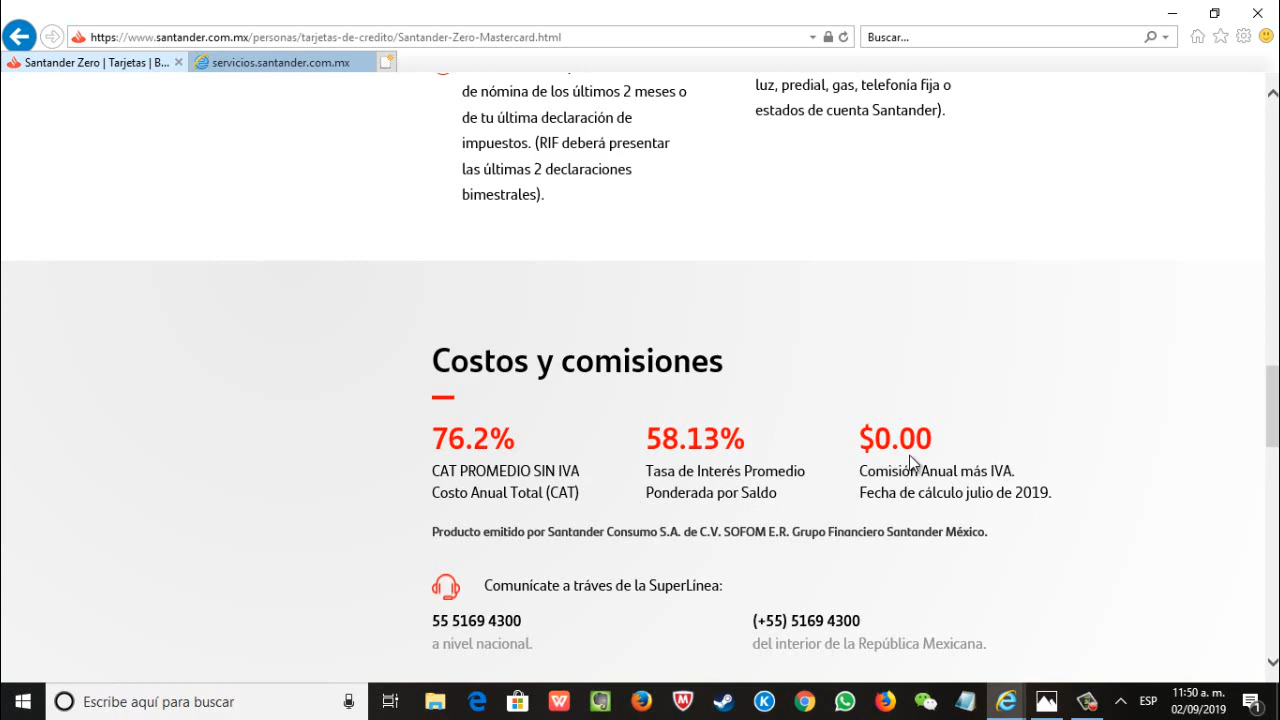 https://www.santander.com.mx/personas/tarjetas-de-credito/Santander-Zero-Mastercard.html
Buscar...
Santander Zero | Tarjetas | B...
servicios.santander.com.mx
de nómina de los últimos 2 meses o
de tu última declaración de
impuestos. (RIF deberá presentar
las últimas 2 declaraciones
bimestrales).
luz, predial, gas, telefonía fija o
estados de cuenta Santander).
Costos y comisiones
76.2%
CAT PROMEDIO SIN IVA
Costo Anual Total (CAT)
58.13%
Tasa de Interés Promedio
Ponderada por Saldo
$0.00
Comisión Anual más IVA.
Fecha de cálculo julio de 2019.
Producto emitido por Santander Consumo S.A. de C.V. SOFOM E.R. Grupo Financiero Santander México.
Comunícate a tráves de la SuperLínea:
55 5169 4300
a nivel nacional.
(+55) 5169 4300
del interior de la República Mexicana.
Escribe aquí para buscar
ESP
11:50 a. m.
02/09/2019
1